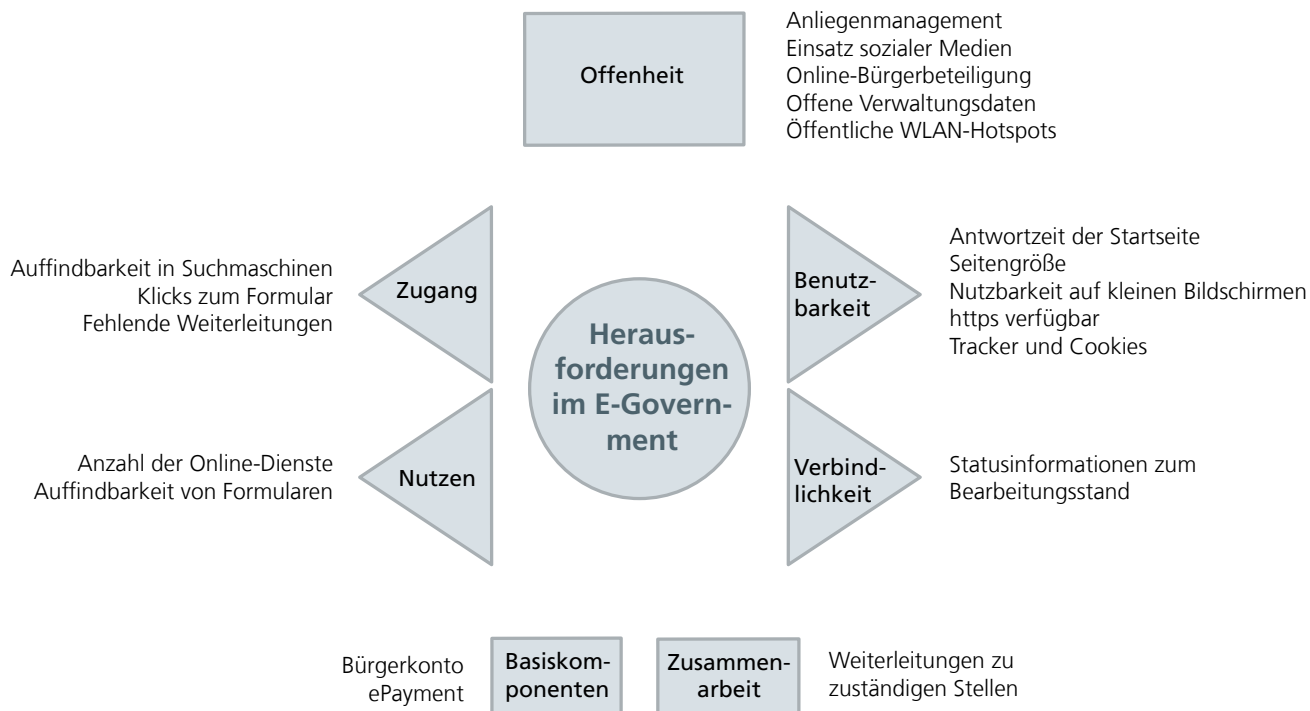 Offenheit
Anliegenmanagement
Einsatz sozialer Medien
Online-Bürgerbeteiligung
Offene Verwaltungsdaten
Öffentliche WLAN-Hotspots
Auffindbarkeit in Suchmaschinen
Klicks zum Formular
Fehlende Weiterleitungen
Zugang
Benutz-
barkeit
Antwortzeit der Startseite
Seitengröße
Nutzbarkeit auf kleinen Bildschirmen
https verfügbar
Tracker und Cookies
Heraus-
forderungen
im E-Govern-
ment
Anzahl der Online-Dienste
Auffindbarkeit von Formularen
Nutzen
Verbind-
lichkeit
Statusinformationen zum
Bearbeitungsstand
Bürgerkonto
ePayment
Basiskom-
ponenten
Zusammen-
arbeit
Weiterleitungen zu
zuständigen Stellen